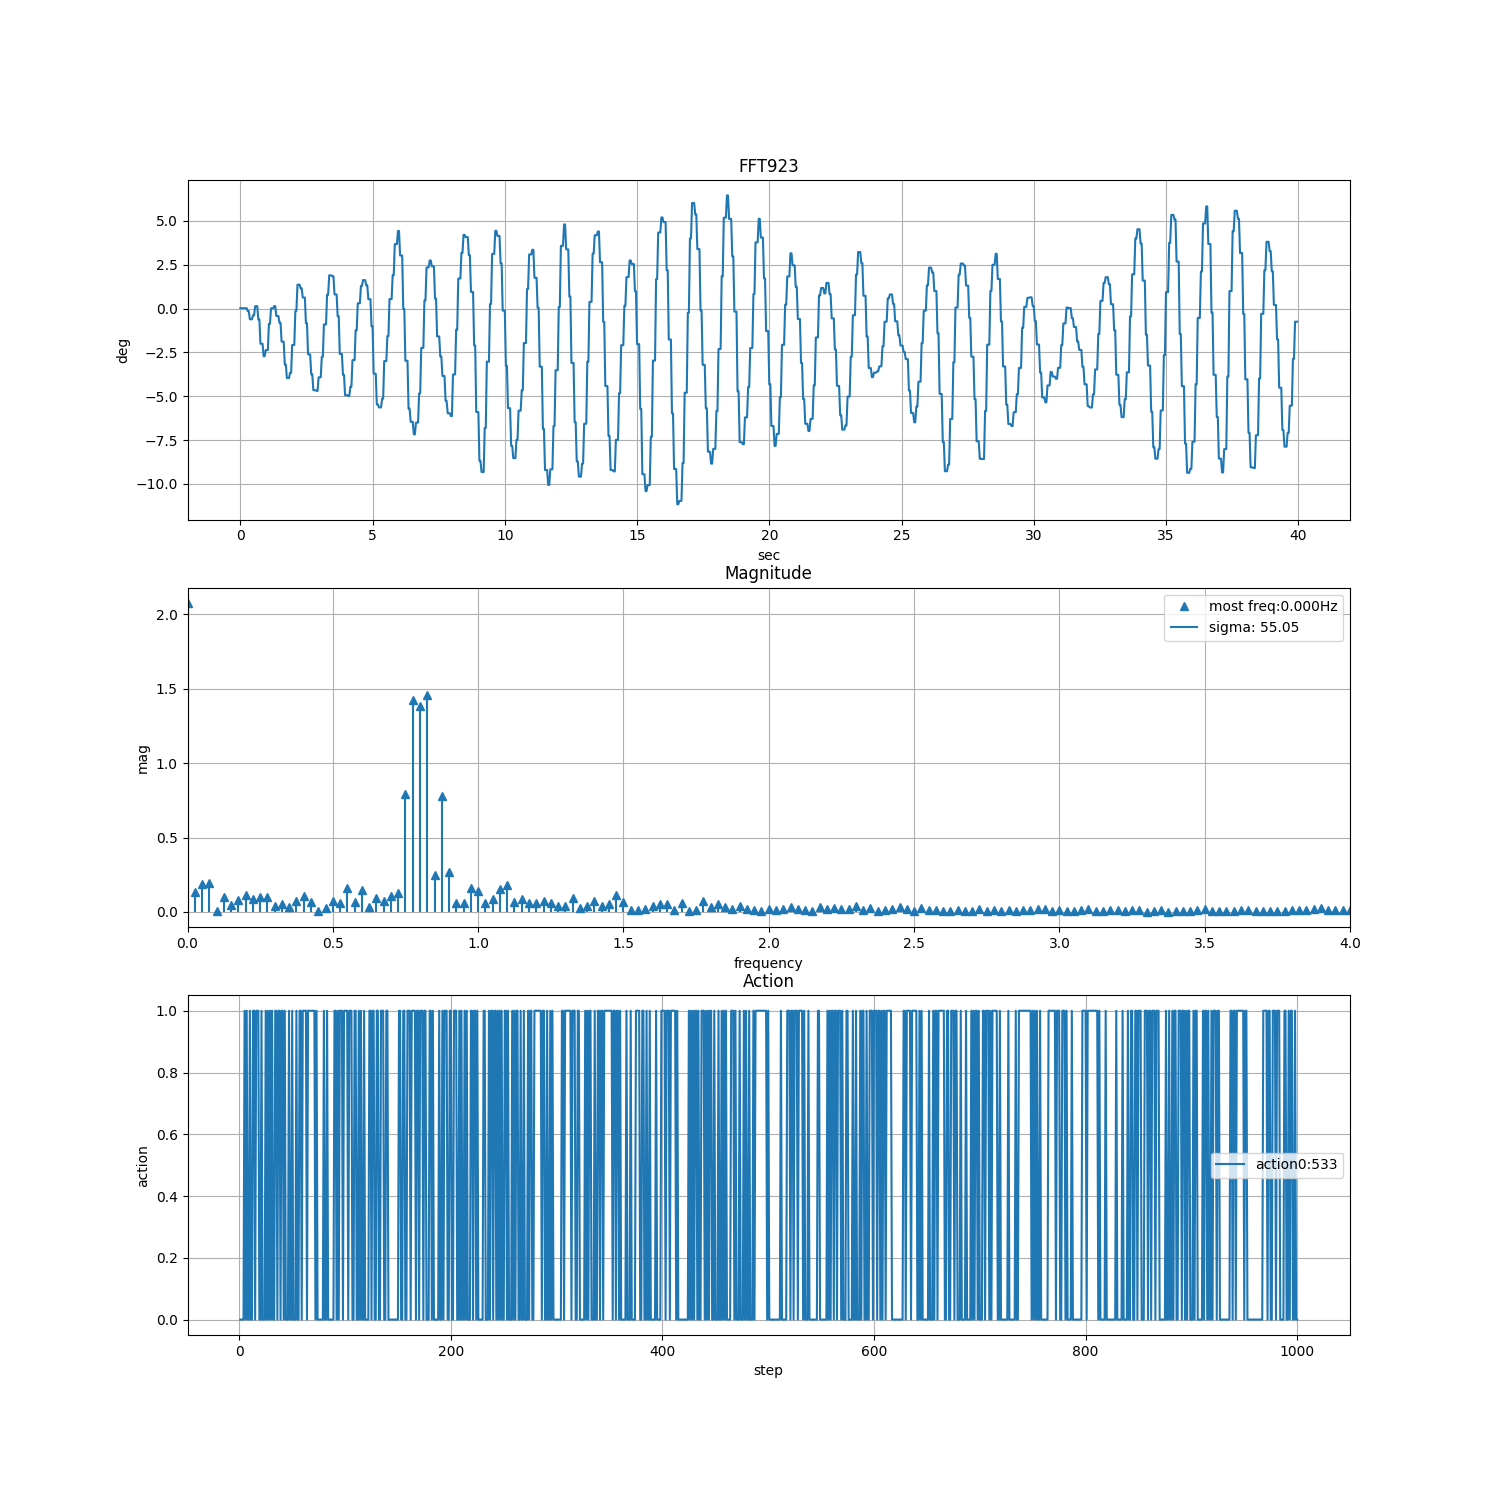 FFT923
5.0
2.5
0.0
−2.5
−5.0
−7.5
−10.0
deg
0 5 10 15 20 25 30 35 40
sec
Magnitude
2.0
1.5
1.0
0.5
0.0
mag
most freq:0.000Hz
sigma: 55.05
0.0 0.5 1.0 1.5 2.0 2.5 3.0 3.5 4.0
frequency
Action
1.0
0.8
0.6
0.4
0.2
0.0
action
action0:533
0 200 400 600 800 1000
step